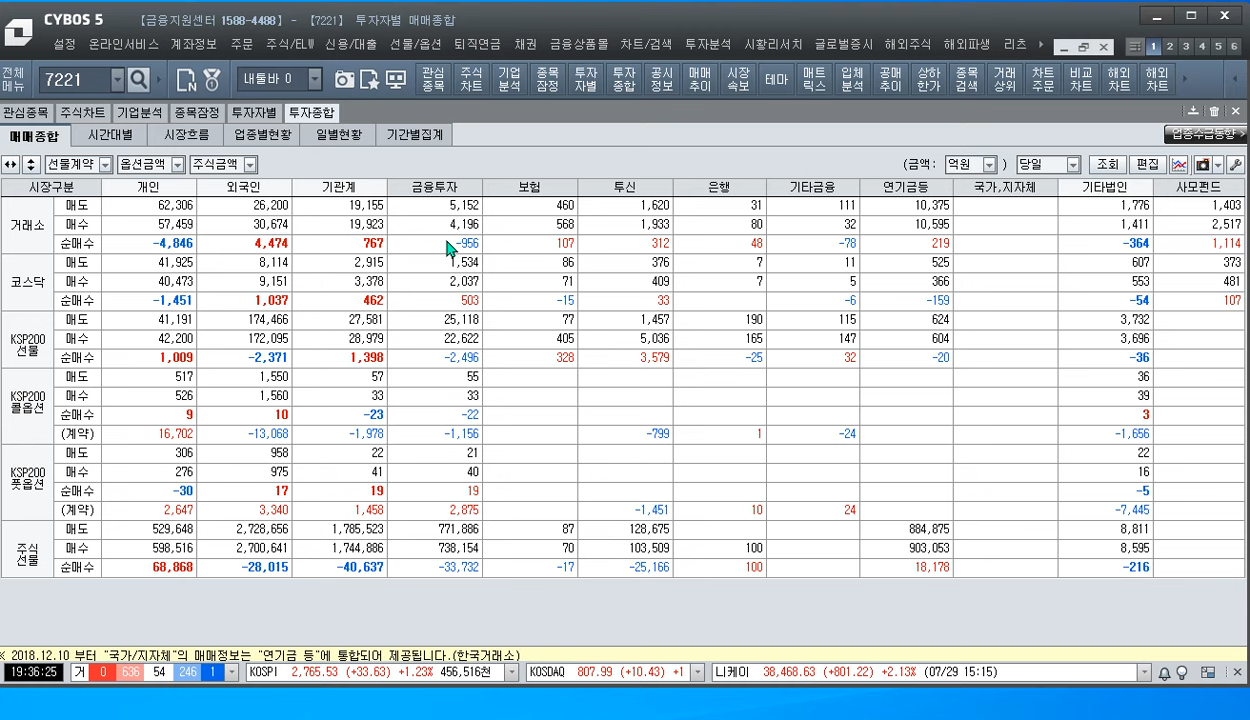 CYBOS 5 【금융지원센터 1588-4488】 - 【7221】 투자자별 매매종합
설정 온라인서비스 계좌정보 주문 주식/ELW 신용/대출 선물/옵션 퇴직연금 채권 금융상품몰 차트/검색 투자분석 시황리서치 글로벌증시 해외주식 해외파생 리츠 1 2 3 4 5 6
전체메뉴 7221 내툴바 0 관심종목 주식차트 기업분석 종목잠정 투자자별 투자종합 공시정보 매매추이 시장속보 테마 매트릭스 입체분석 공매추이 상하한가 종목검색 거래상위 차트주문 비교차트 해외차트 해외차트
관심종목 주식차트 기업분석 종목잠정 투자자별 투자종합
매매종합 시간대별 시장흐름 업종별현황 일별현황 기간별집계 업종수급동향>
선물계약 옵션금액 주식금액 (금액: 억원 ) 당일 조회 편집
시장구분 개인 외국인 기관계 금융투자 보험 투신 은행 기타금융 연기금등 국가,지자체 기타법인 사모펀드
거래소 매도 62,306 26,200 19,155 5,152 460 1,620 31 111 10,375 1,776 1,403
매수 57,459 30,674 19,923 4,196 568 1,933 80 32 10,595 1,411 2,517
순매수 -4,846 4,474 767 -956 107 312 48 -78 219 -364 1,114
코스닥 매도 41,925 8,114 2,915 1,534 86 376 7 11 525 607 373
매수 40,473 9,151 3,378 2,037 71 409 7 5 366 553 481
순매수 -1,451 1,037 462 503 -15 33 -6 -159 -54 107
KSP200 선물 매도 41,191 174,466 27,581 25,118 77 1,457 190 115 624 3,732
매수 42,200 172,095 28,979 22,622 405 5,036 165 147 604 3,696
순매수 1,009 -2,371 1,398 -2,496 328 3,579 -25 32 -20 -36
KSP200 콜옵션 매도 517 1,550 57 55 36
매수 526 1,560 33 33 39
순매수 9 10 -23 -22 3
(계약) 16,702 -13,068 -1,978 -1,156 -799 1 -24 -1,656
KSP200 풋옵션 매도 306 958 22 21 22
매수 276 975 41 40 16
순매수 -30 17 19 19 -5
(계약) 2,647 3,340 1,458 2,875 -1,451 10 24 -7,445
주식 선물 매도 529,648 2,728,656 1,785,523 771,886 87 128,675 884,875 8,811
매수 598,516 2,700,641 1,744,886 738,154 70 103,509 100 903,053 8,595
순매수 68,868 -28,015 -40,637 -33,732 -17 -25,166 100 18,178 -216
※ 2018.12.10 부터 "국가/지자체"의 매매정보는 "연기금 등"에 통합되어 제공됩니다.(한국거래소)
19:36:25 거 0 636 54 246 1 KOSPI 2,765.53 (+33.63) +1.23% 456,516천 KOSDAQ 807.99 (+10.43) +1 니케이 38,468.63 (+801.22) +2.13% (07/29 15:15)